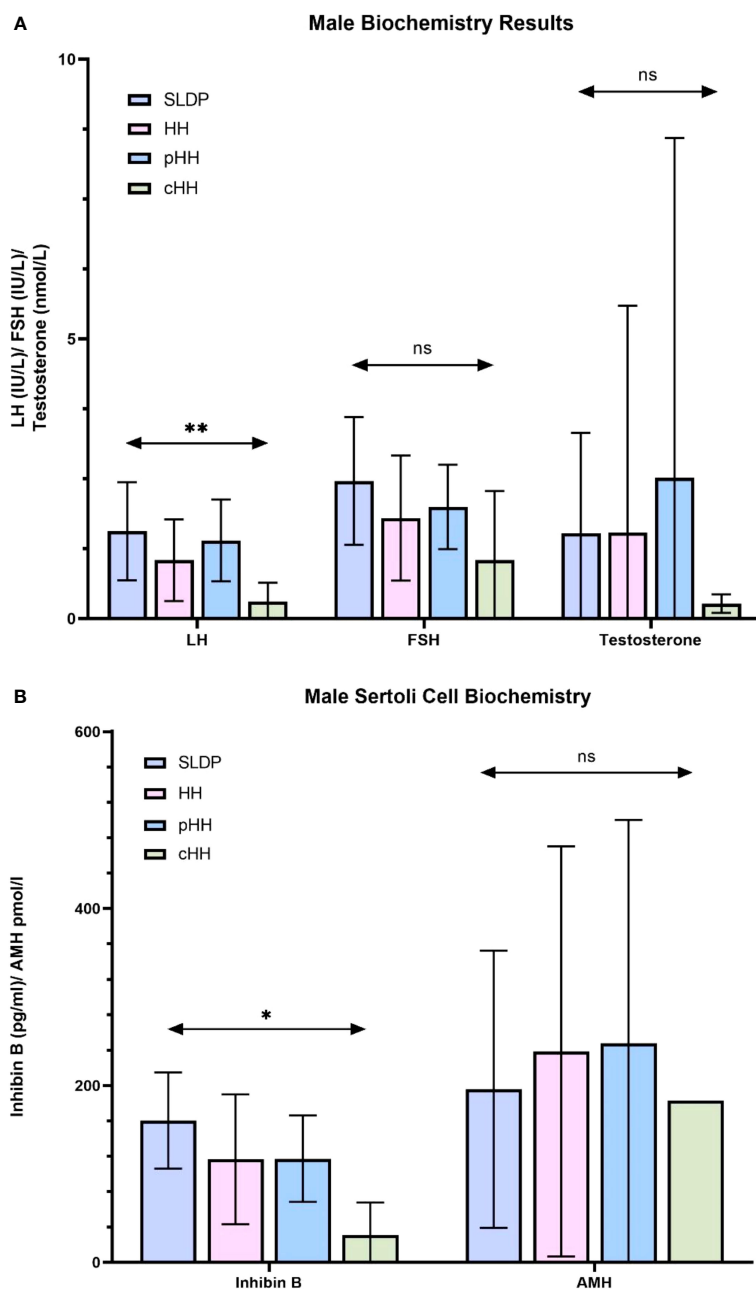 A
Male Biochemistry Results
LH (IU/L)/ FSH (IU/L)/
Testosterone (nmol/L)
10
5
0
SLDP
HH
pHH
cHH
**
ns
ns
LH
FSH
Testosterone
B
Male Sertoli Cell Biochemistry
Inhibin B (pg/ml)/ AMH pmol/l
600
400
200
0
SLDP
HH
pHH
cHH
*
ns
Inhibin B
AMH